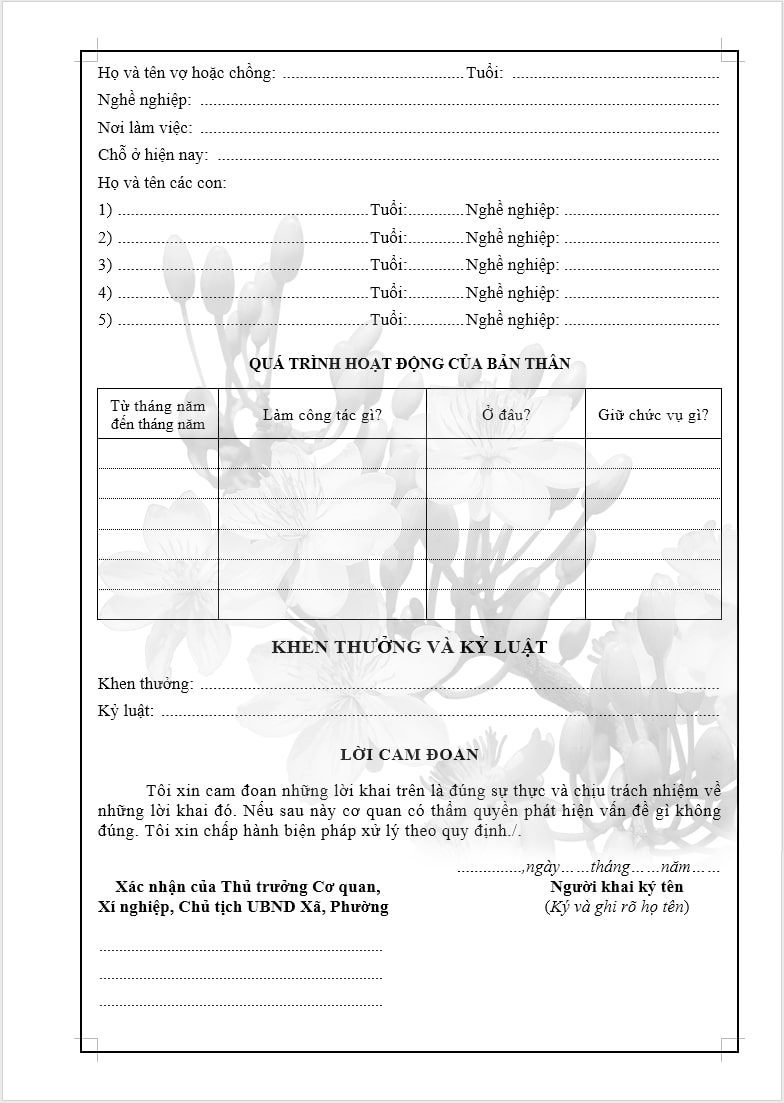 Họ và tên vợ hoặc chồng: ............................................Tuổi: ..................................................
Nghề nghiệp: ..............................................................................................................................
Nơi làm việc: ..............................................................................................................................
Chỗ ở hiện nay: ..........................................................................................................................
Họ và tên các con:
1) .............................................................Tuổi:..............Nghề nghiệp: ......................................
2) .............................................................Tuổi:..............Nghề nghiệp: ......................................
3) .............................................................Tuổi:..............Nghề nghiệp: ......................................
4) .............................................................Tuổi:..............Nghề nghiệp: ......................................
5) .............................................................Tuổi:..............Nghề nghiệp: ......................................
QUÁ TRÌNH HOẠT ĐỘNG CỦA BẢN THÂN
Từ tháng năm
đến tháng năm
Làm công tác gì?
Ở đâu?
Giữ chức vụ gì?
KHEN THƯỞNG VÀ KỶ LUẬT
Khen thưởng: ..............................................................................................................................
Kỷ luật: ........................................................................................................................................
LỜI CAM ĐOAN
Tôi xin cam đoan những lời khai trên là đúng sự thực và chịu trách nhiệm về
những lời khai đó. Nếu sau này cơ quan có thẩm quyền phát hiện vấn đề gì không
đúng. Tôi xin chấp hành biện pháp xử lý theo quy định./.
................,ngày……tháng……năm……
Xác nhận của Thủ trưởng Cơ quan,
Xí nghiệp, Chủ tịch UBND Xã, Phường
Người khai ký tên
(Ký và ghi rõ họ tên)
.....................................................................
.....................................................................
.....................................................................